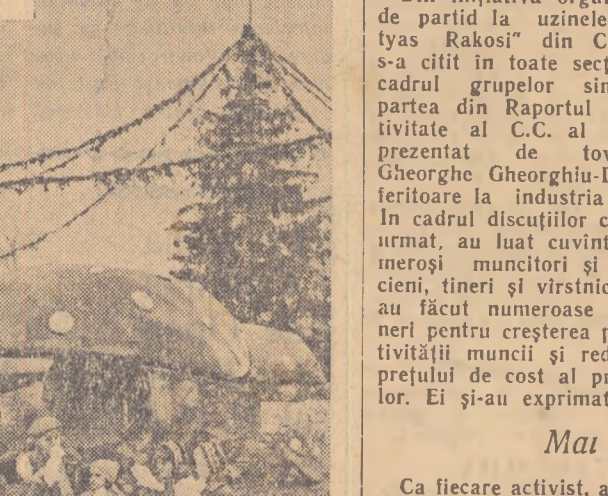 de partid la uzinele
tyas Rakosi" din C
s-a citit în toate secț
cadrul grupelor sin
partea din Raportul
tivitate al C.C. al
prezentat de tov
Gheorghe Gheorghiu-D
feritoare la industria
In cadrul discuțiilor c
urmat, au luat cuvînt
meroși muncitori și
cieni, tineri și vîrstnic
au făcut numeroase
neri pentru creșterea p
tivității muncii și red
prețului de cost al pr
lor. Ei și-au exprimat
Mai
Ca fiecare activist, a